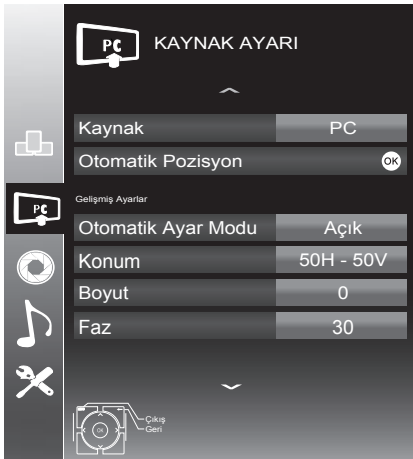 PC KAYNAK AYARI
Kaynak PC
Otomatik Pozisyon OK
PC
Gelişmiş Ayarlar
Otomatik Ayar Modu Açık
Konum 50H - 50V
Boyut 0
Faz 30
Çıkış
OK
Geri